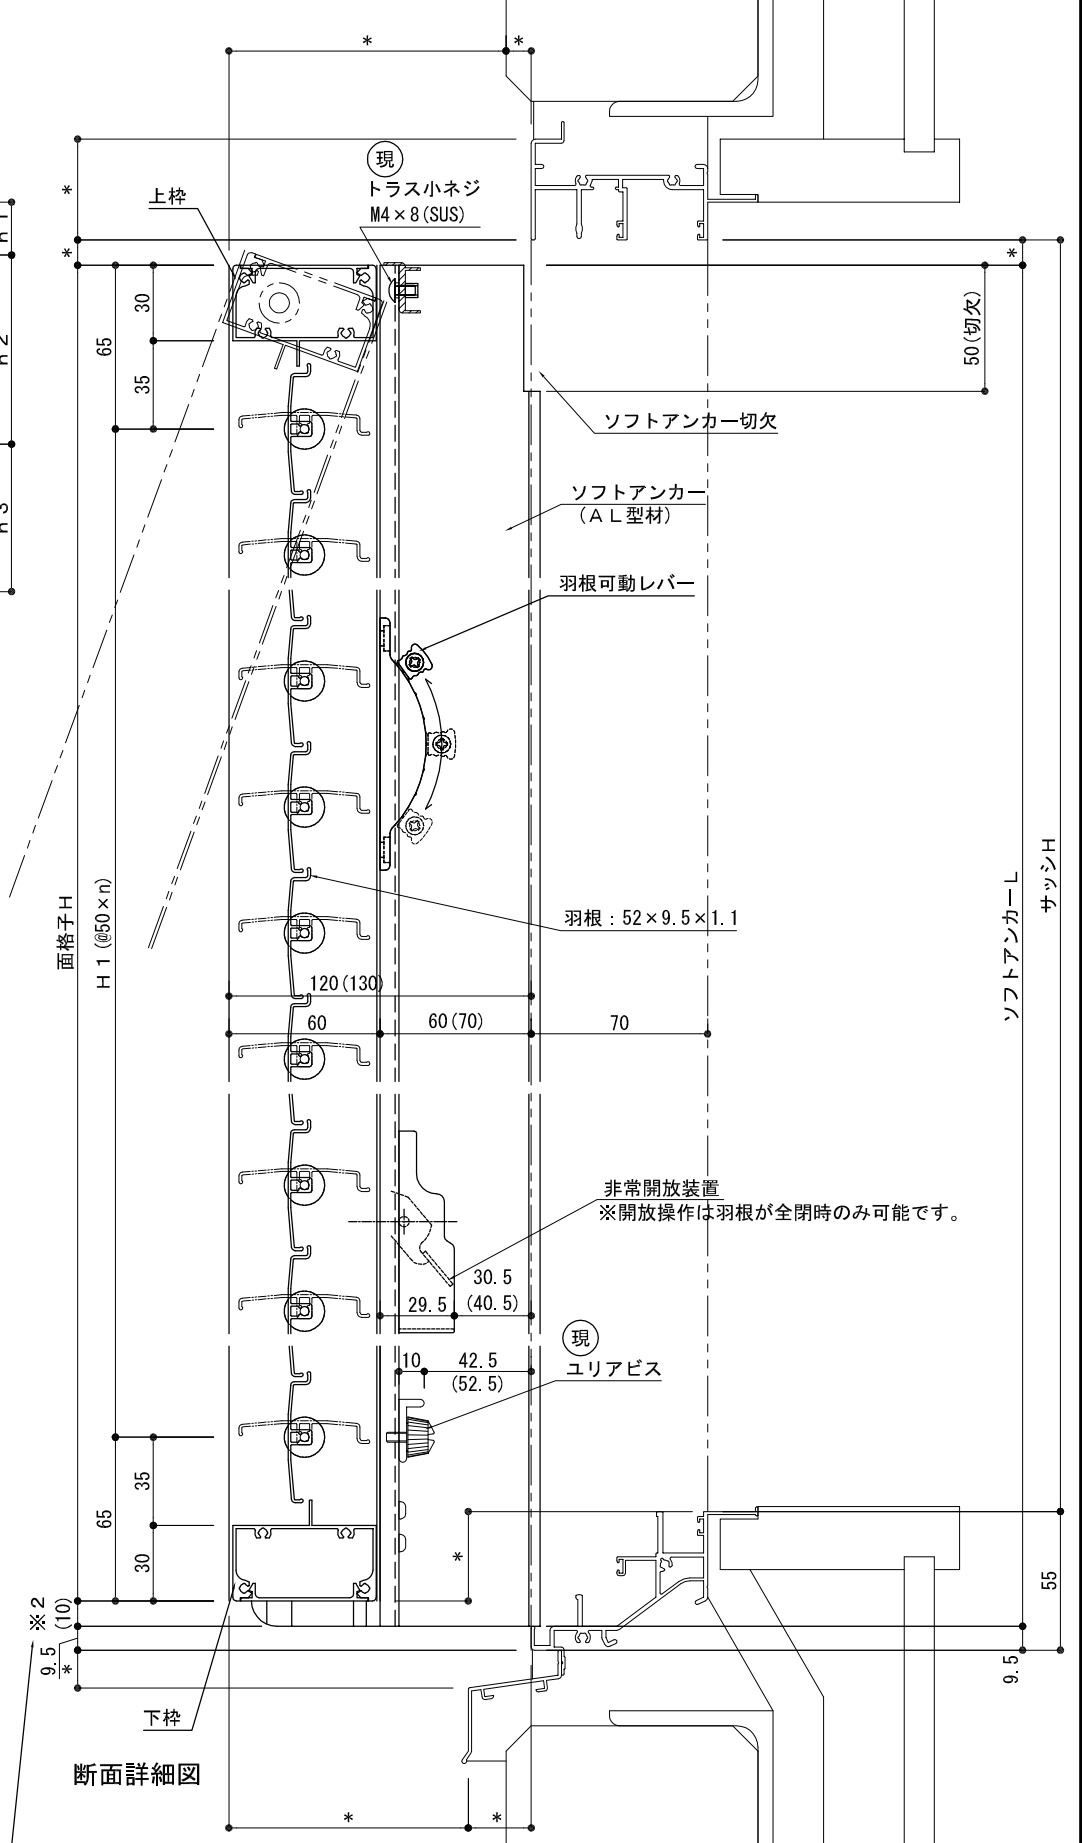 *
*
現
トラス小ネジ
M4×8(SUS)
上枠
*
*
*
h1
h2
h3
30
65
35
50(切欠)
ソフトアンカー切欠
ソフトアンカー
(AL型材)
羽根可動レバー
羽根:52×9.5×1.1
面格子H
H1(@50×n)
ソフトアンカーL
サッシH
120(130)
60
60(70)
70
非常開放装置
※開放操作は羽根が全閉時のみ可能です。
30.5
29.5
(40.5)
現
ユリアビス
10
42.5
(52.5)
35
65
30
*
55
※2
(10)
9.5
*
9.5
下枠
断面詳細図
*
*